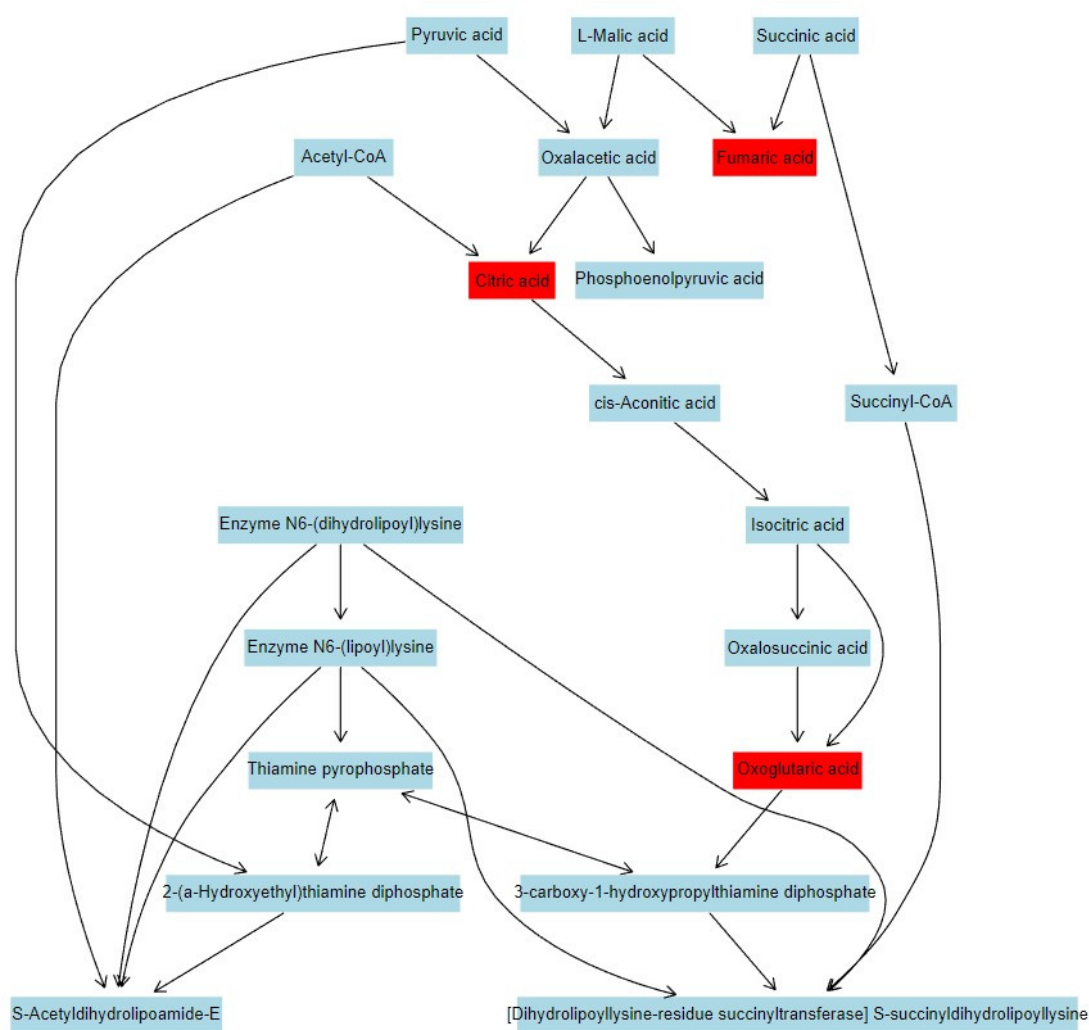 Pyruvic acid
L-Malic acid
Succinic acid
Acetyl-CoA
Oxalacetic acid
Fumaric acid
Citric acid
Phosphoenolpyruvic acid
cis-Aconitic acid
Succinyl-CoA
Enzyme N6-(dihydrolipoyl)lysine
Isocitric acid
Enzyme N6-(lipoyl)lysine
Oxalosuccinic acid
Thiamine pyrophosphate
Oxoglutaric acid
2-(a-Hydroxyethyl)thiamine diphosphate
3-carboxy-1-hydroxypropylthiamine diphosphate
S-Acetyldihydrolipoamide-E
[Dihydrolipoyllysine-residue succinyltransferase] S-succinyldihydrolipoyllysine